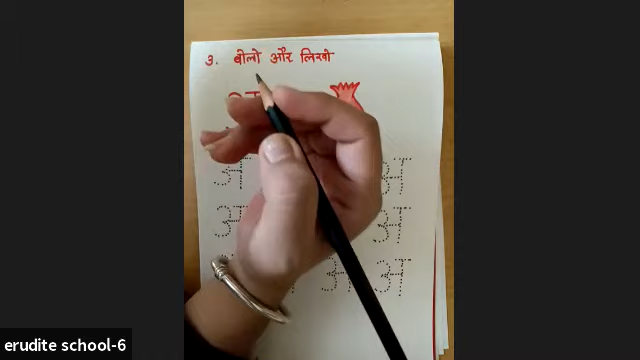 ३. बोलो और लिखो
अ
अ अ
अ अ
अ अ
erudite school-6